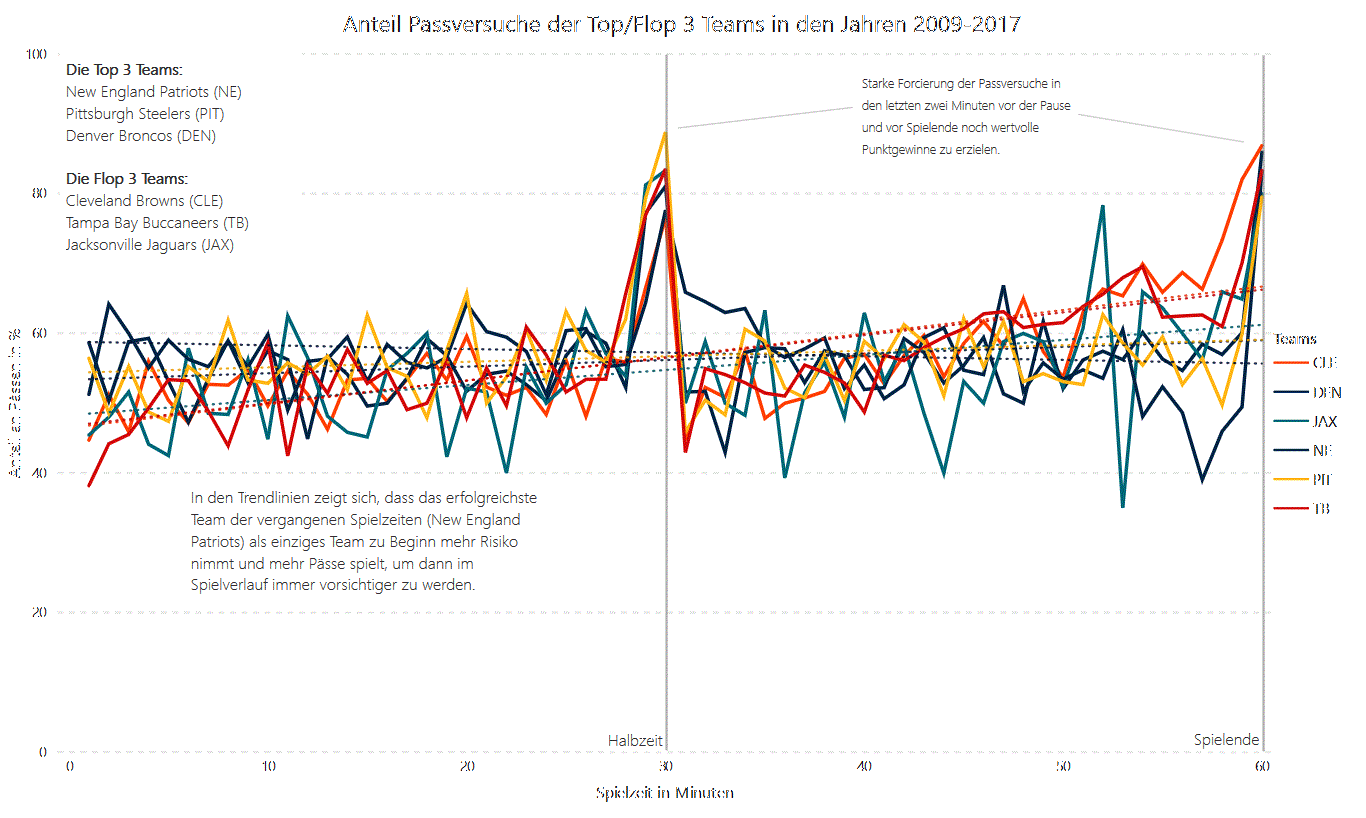 Anteil Passversuche der Top/Flop 3 Teams in den Jahren 2009-2017
100
Die Top 3 Teams:
New England Patriots (NE)
Pittsburgh Steelers (PIT)
Denver Broncos (DEN)
Die Flop 3 Teams:
Cleveland Browns (CLE)
Tampa Bay Buccaneers (TB)
Jacksonville Jaguars (JAX)
Starke Forcierung der Passversuche in
den letzten zwei Minuten vor der Pause
und vor Spielende noch wertvolle
Punktgewinne zu erzielen.
80
60
Anteil an Pässen in %
40
In den Trendlinien zeigt sich, dass das erfolgreichste
Team der vergangenen Spielzeiten (New England
Patriots) als einziges Team zu Beginn mehr Risiko
nimmt und mehr Pässe spielt, um dann im
Spielverlauf immer vorsichtiger zu werden.
20
0
Halbzeit
Spielende
0 10 20 30 40 50 60
Spielzeit in Minuten
Teams
CLE
DEN
JAX
NE
PIT
TB